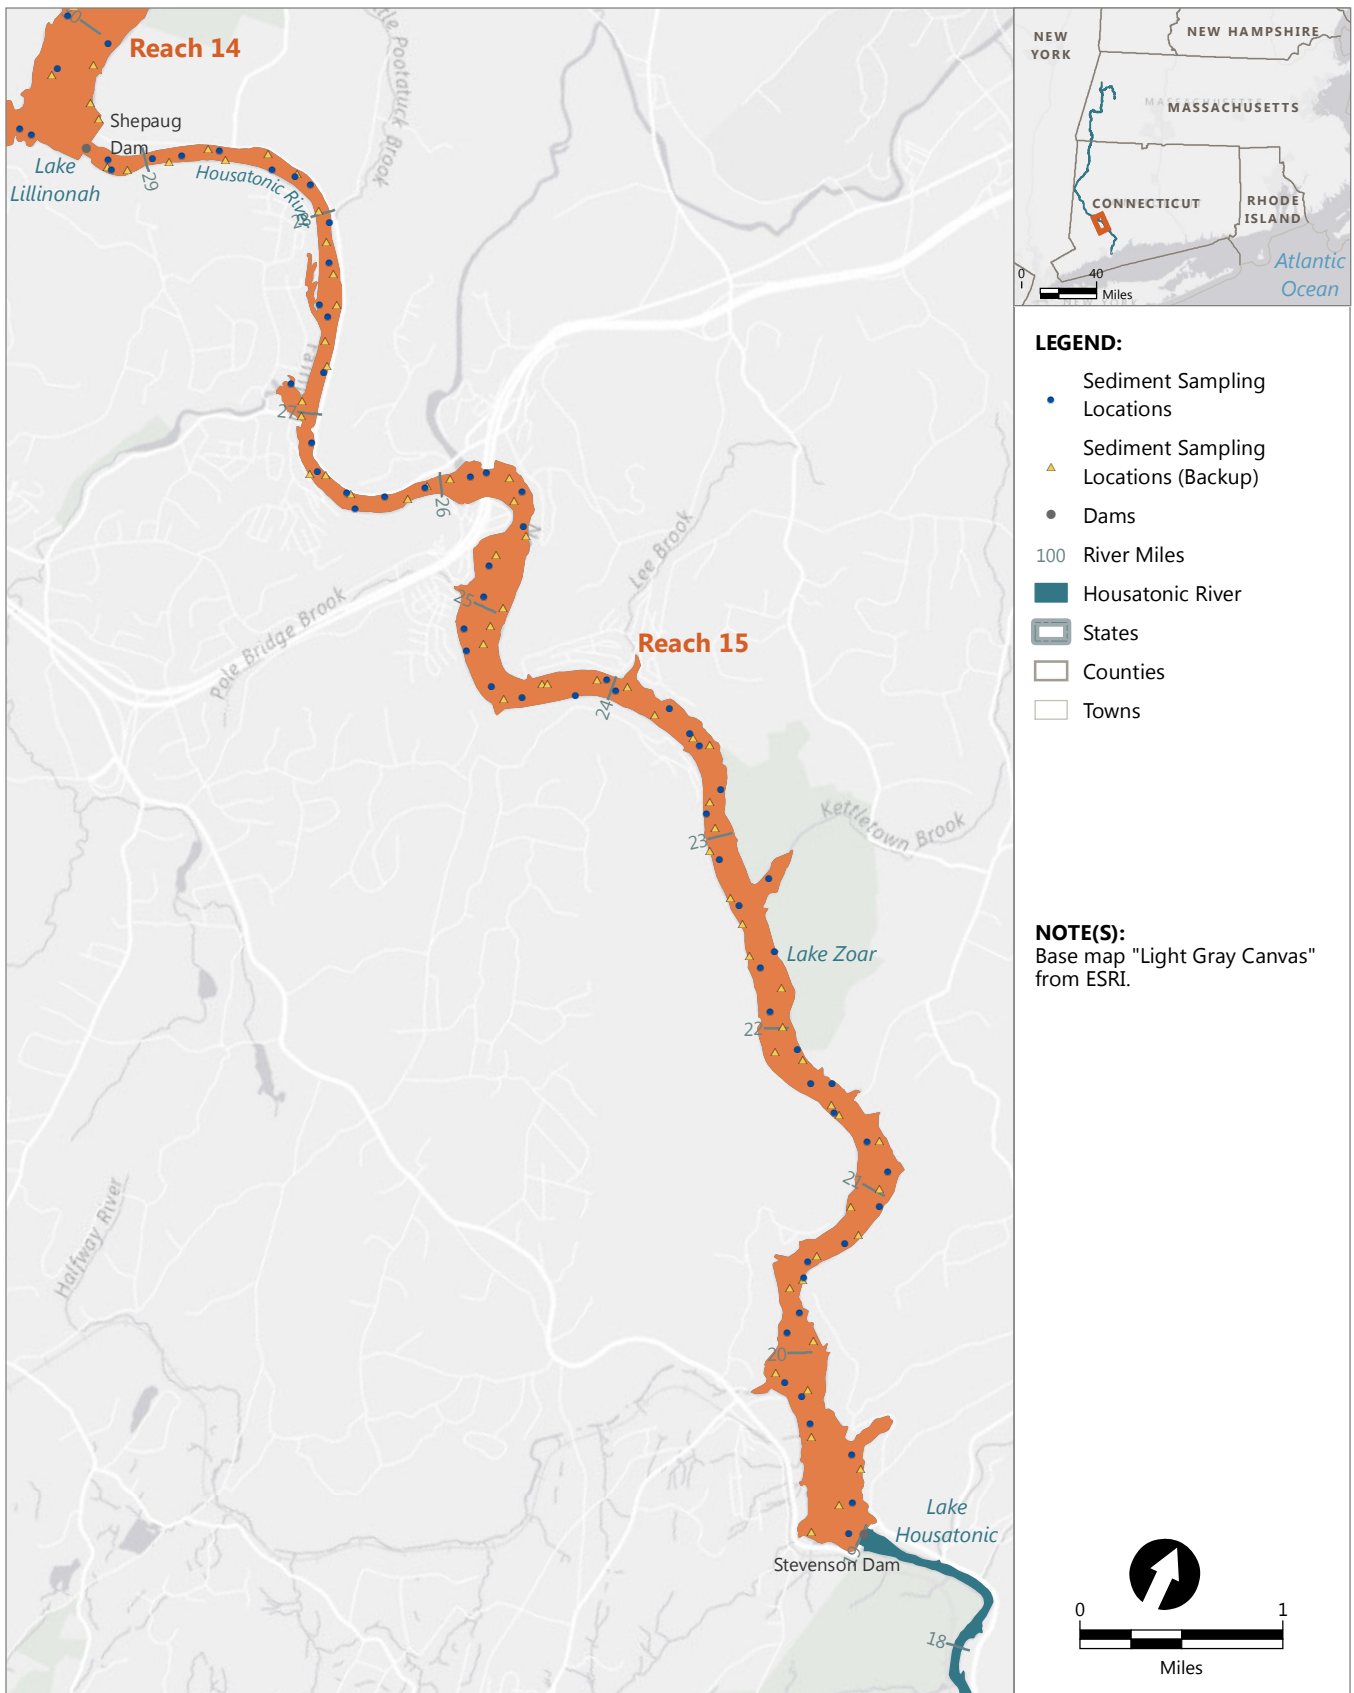 Reach 14
Shepaug
Dam
Lake
Lillinonah
29
Housatonic River
Pootatuck Brook
27
26
25
Pole Bridge Brook
Lee Brook
Reach 15
24
23
Kettletown Brook
Lake Zoar
22
21
Halfway River
20
Lake
Housatonic
19
Stevenson Dam
18
NEW
YORK
NEW HAMPSHIRE
MASSACHUSETTS
CONNECTICUT
RHODE
ISLAND
Atlantic
Ocean
0 40
Miles
NEW YORK
LEGEND:
Sediment Sampling
Locations
Sediment Sampling
Locations (Backup)
Dams
100 River Miles
Housatonic River
States
Counties
Towns
NOTE(S):
Base map "Light Gray Canvas"
from ESRI.
0 1
Miles